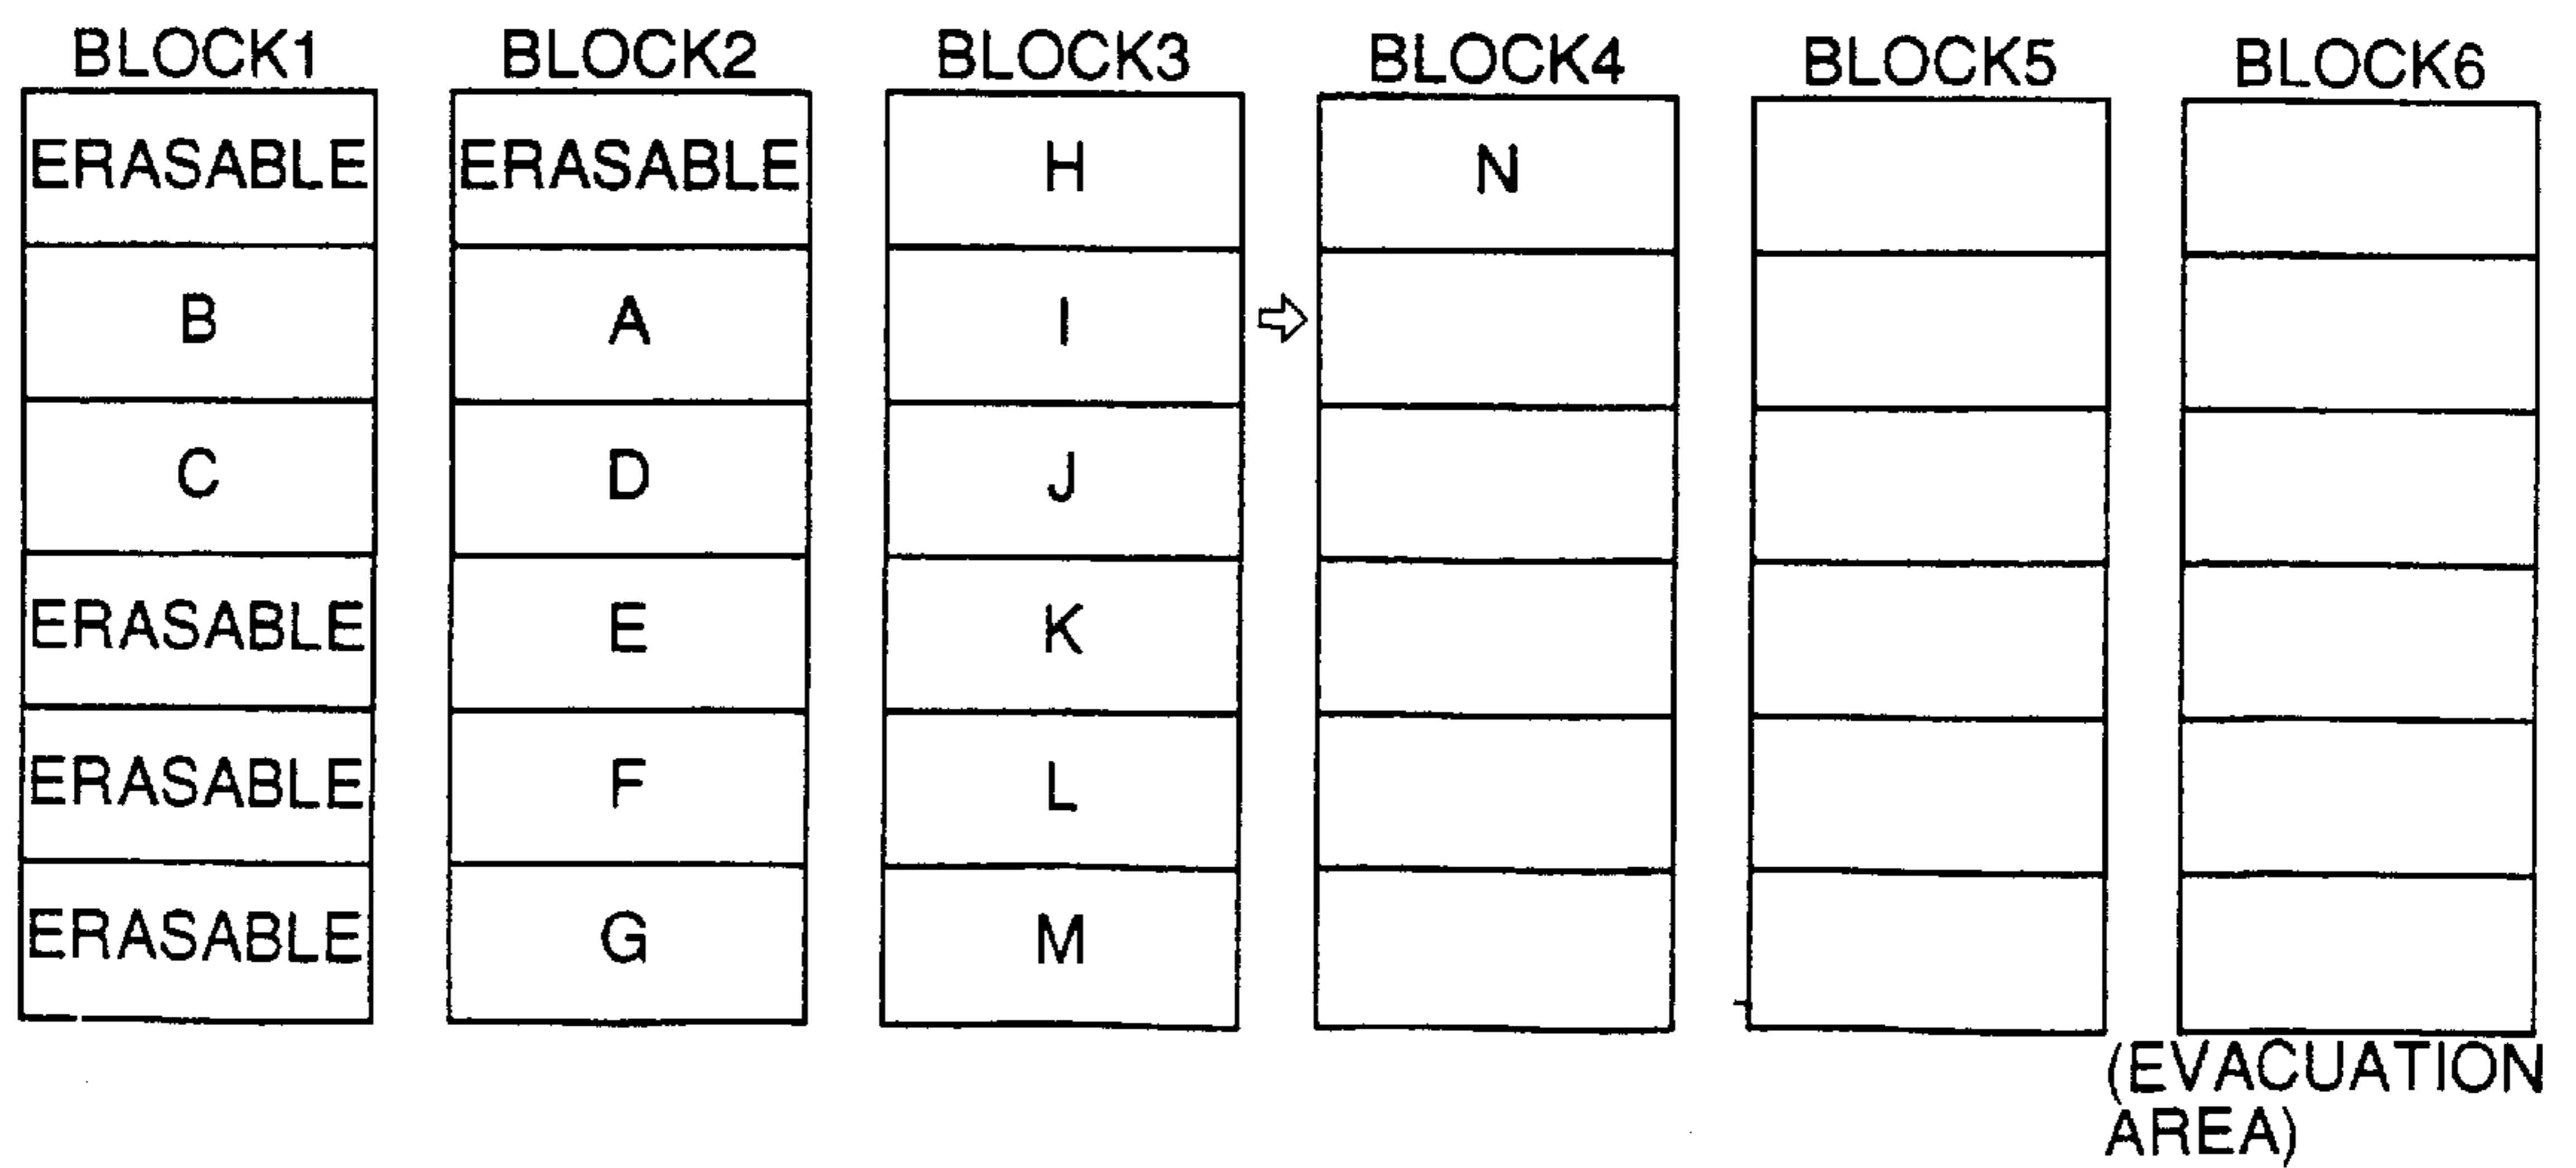 BLOCK1 BLOCK2 BLOCK3 BLOCK4 BLOCK5 BLOCK6
ERASABLE ERASABLE H N
B A I
C D J
ERASABLE E K
ERASABLE F L
ERASABLE G M
(EVACUATION
AREA)